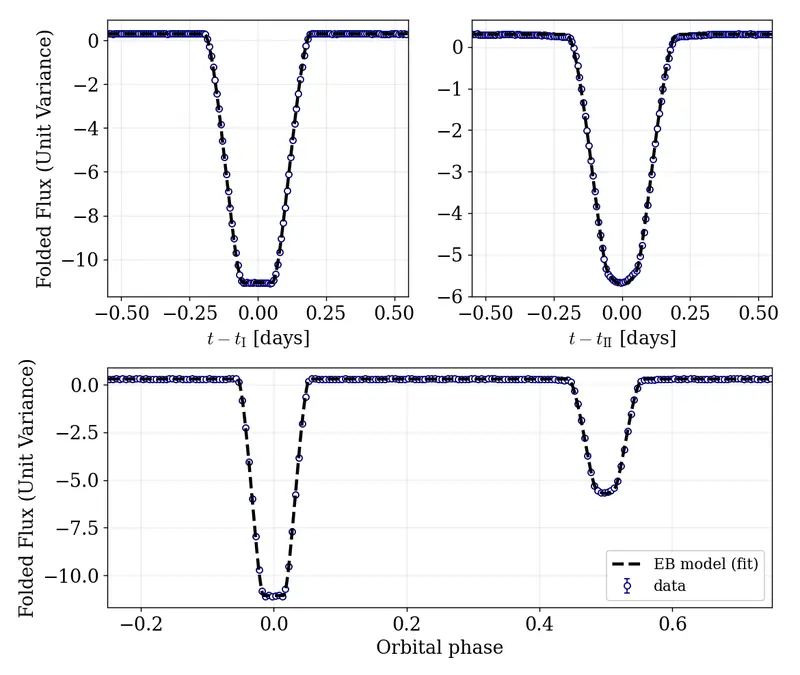 Folded Flux (Unit Variance)
0
−2
−4
−6
−8
−10
−0.50 −0.25 0.00 0.25 0.50
t − tI [days]
0
−1
−2
−3
−4
−5
−6
−0.50 −0.25 0.00 0.25 0.50
t − tII [days]
Folded Flux (Unit Variance)
0.0
−2.5
−5.0
−7.5
−10.0
−0.2 0.0 0.2 0.4 0.6
Orbital phase
EB model (fit)
data